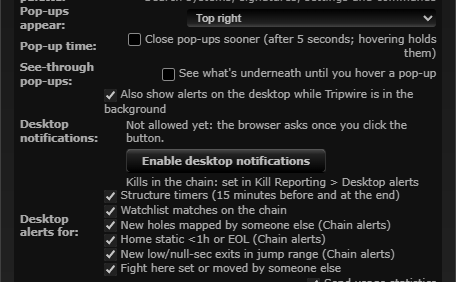 Pop-ups appear:
Top right
Pop-up time:
Close pop-ups sooner (after 5 seconds; hovering holds them)
See-through pop-ups:
See what's underneath until you hover a pop-up
Desktop notifications:
Also show alerts on the desktop while Tripwire is in the background
Not allowed yet: the browser asks once you click the button.
Enable desktop notifications
Kills in the chain: set in Kill Reporting > Desktop alerts
Desktop alerts for:
Structure timers (15 minutes before and at the end)
Watchlist matches on the chain
New holes mapped by someone else (Chain alerts)
Home static <1h or EOL (Chain alerts)
New low/null-sec exits in jump range (Chain alerts)
Fight here set or moved by someone else